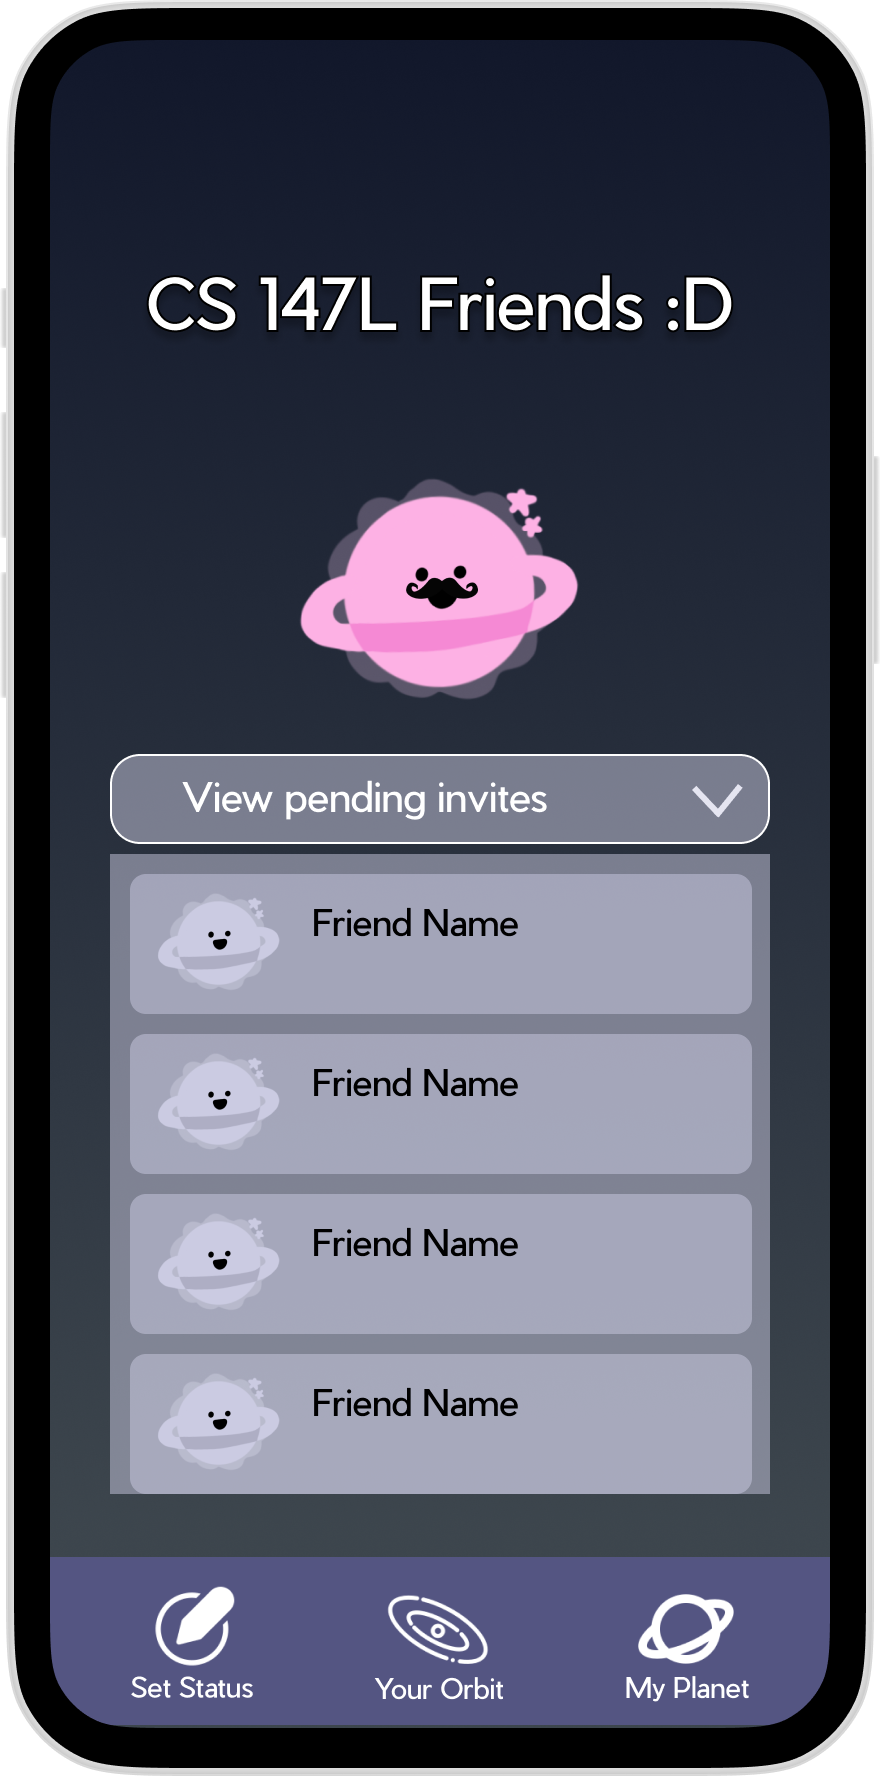 CS 147L Friends :D
View pending invites
Friend Name
Friend Name
Friend Name
Friend Name
Set Status
Your Orbit
My Planet